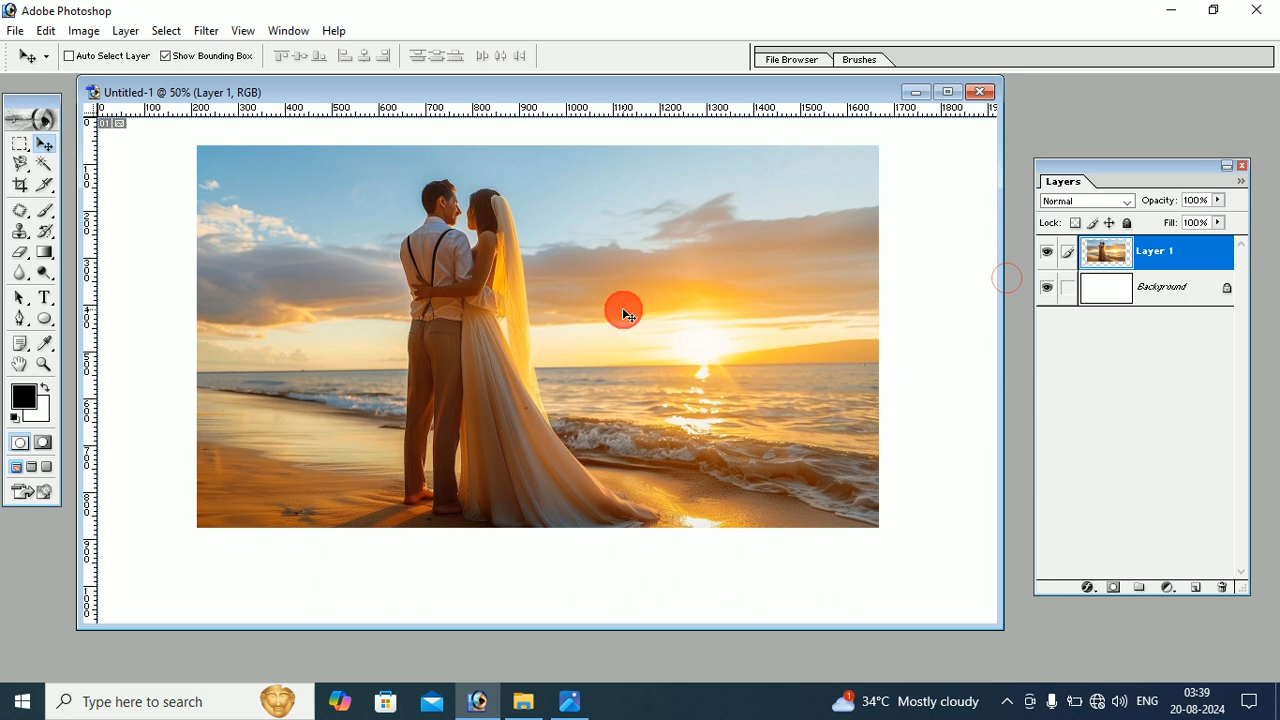 Adobe Photoshop
File Edit Image Layer Select Filter View Window Help
Auto Select Layer Show Bounding Box
File Browser Brushes
Untitled-1 @ 50% (Layer 1, RGB)
0 100 200 300 400 500 600 700 800 900 1000 1100 1200 1300 1400 1500 1600 1700 1800
Layers
Normal Opacity: 100%
Lock: Fill: 100%
Layer 1
Background
Type here to search
1 34°C Mostly cloudy
ENG
03:39
20-08-2024